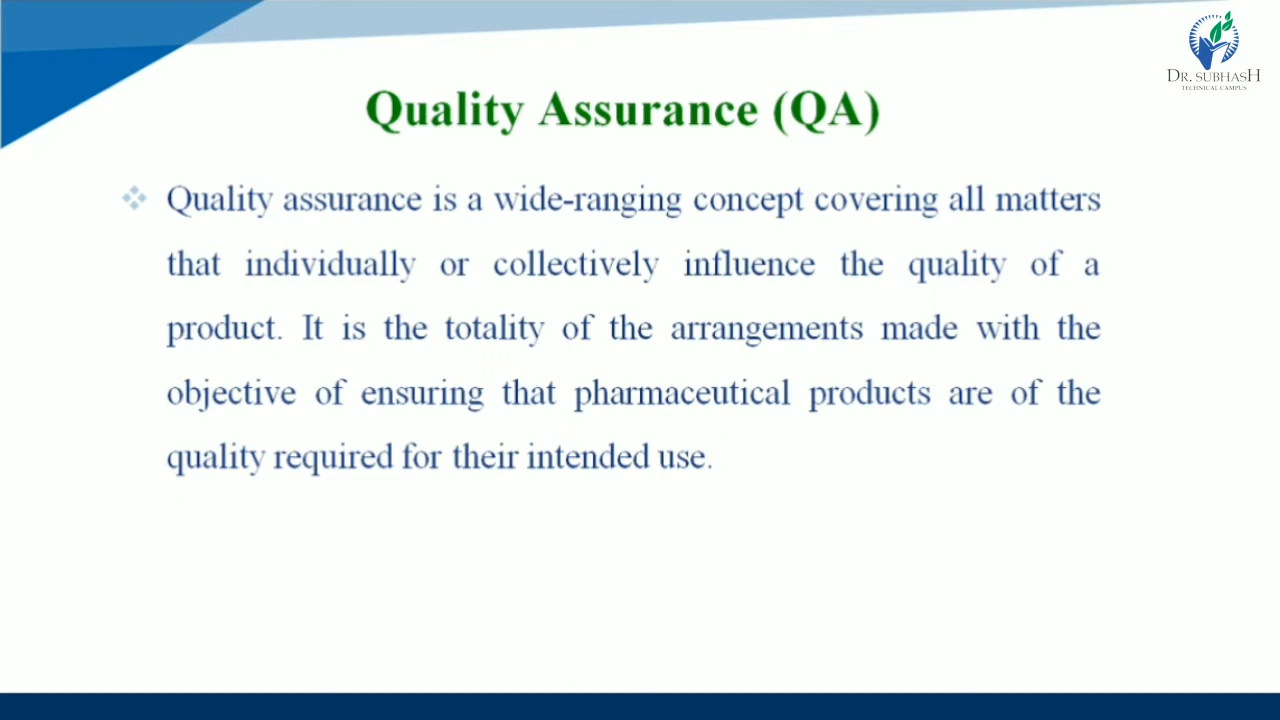 DR. SUBHASH
TECHNICAL CAMPUS
Quality Assurance (QA)
Quality assurance is a wide-ranging concept covering all matters
that individually or collectively influence the quality of a
product. It is the totality of the arrangements made with the
objective of ensuring that pharmaceutical products are of the
quality required for their intended use.